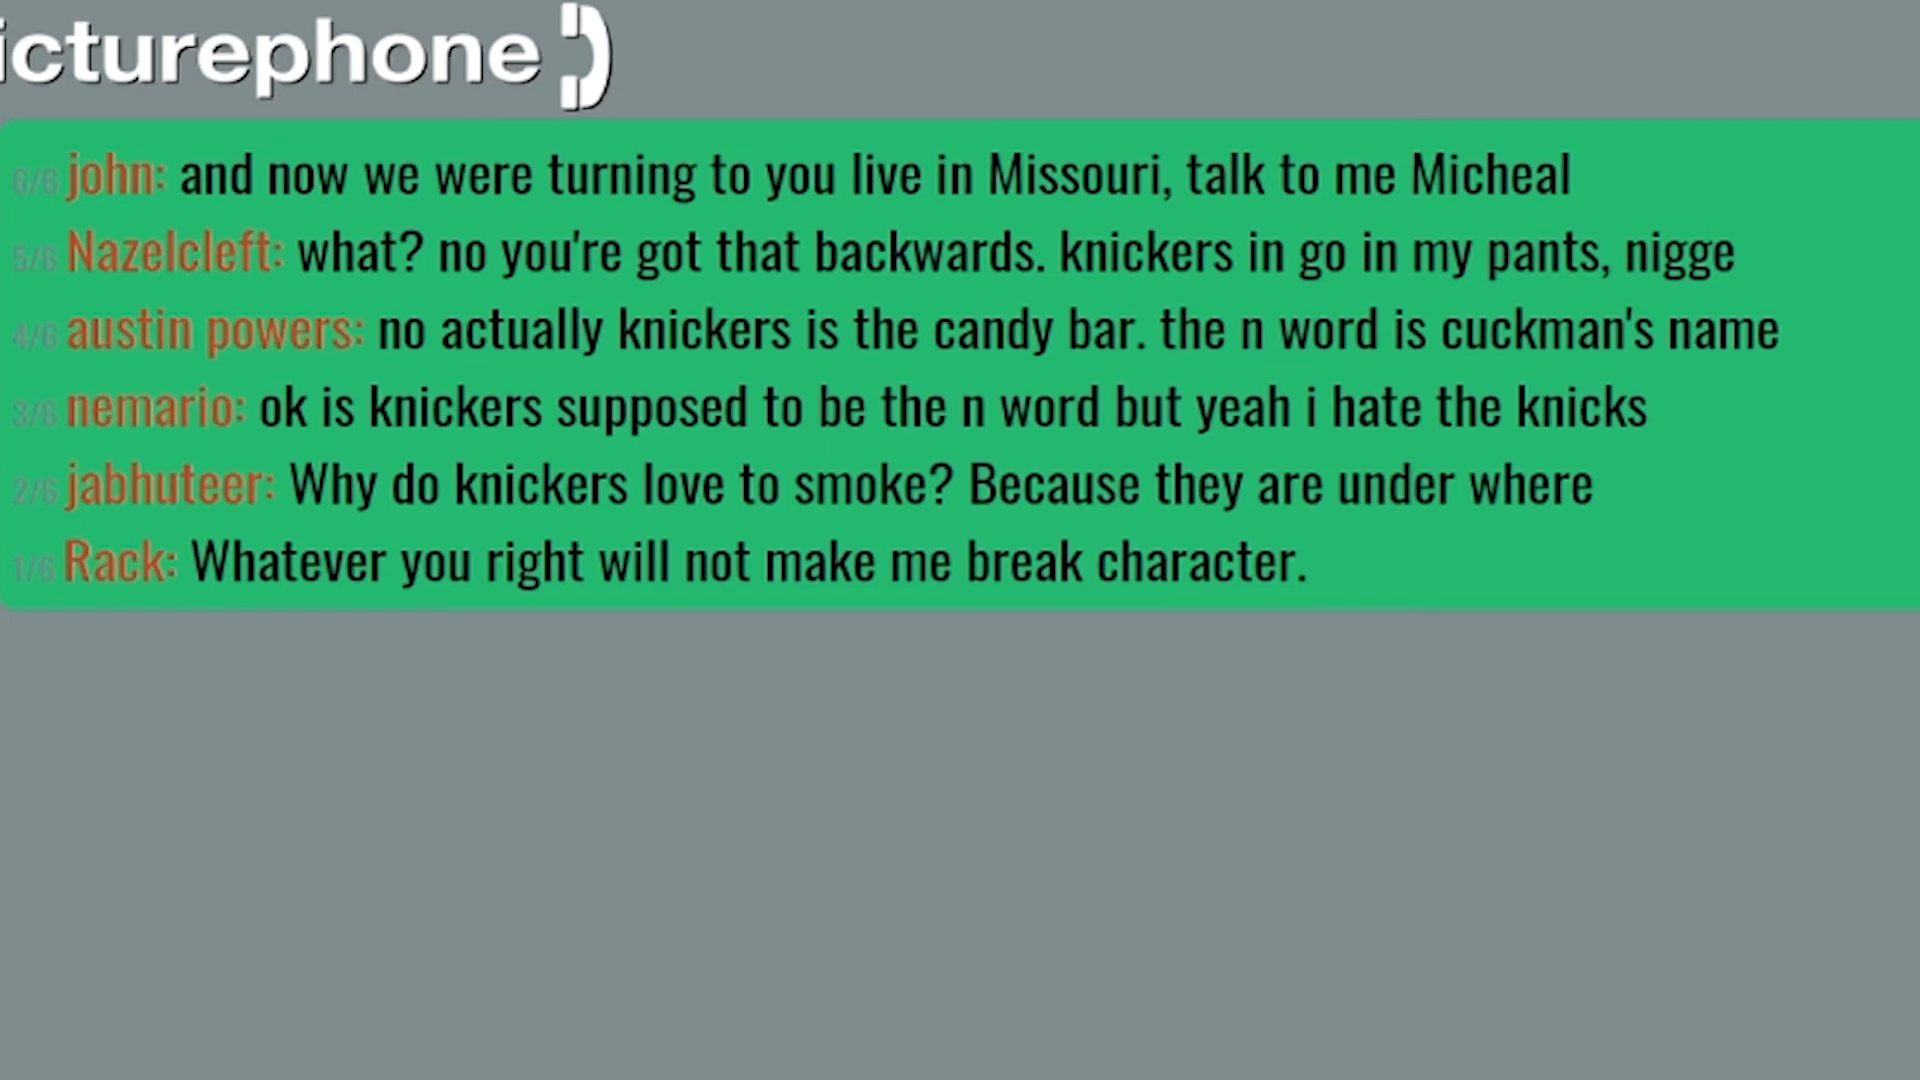 icturephone
6/6 john: and now we were turning to you live in Missouri, talk to me Micheal
5/6 Nazelcleft: what? no you're got that backwards. knickers in go in my pants, nigge
4/6 austin powers: no actually knickers is the candy bar. the n word is cuckman's name
3/6 nemario: ok is knickers supposed to be the n word but yeah i hate the knicks
2/6 jabhuteer: Why do knickers love to smoke? Because they are under where
1/6 Rack: Whatever you right will not make me break character.